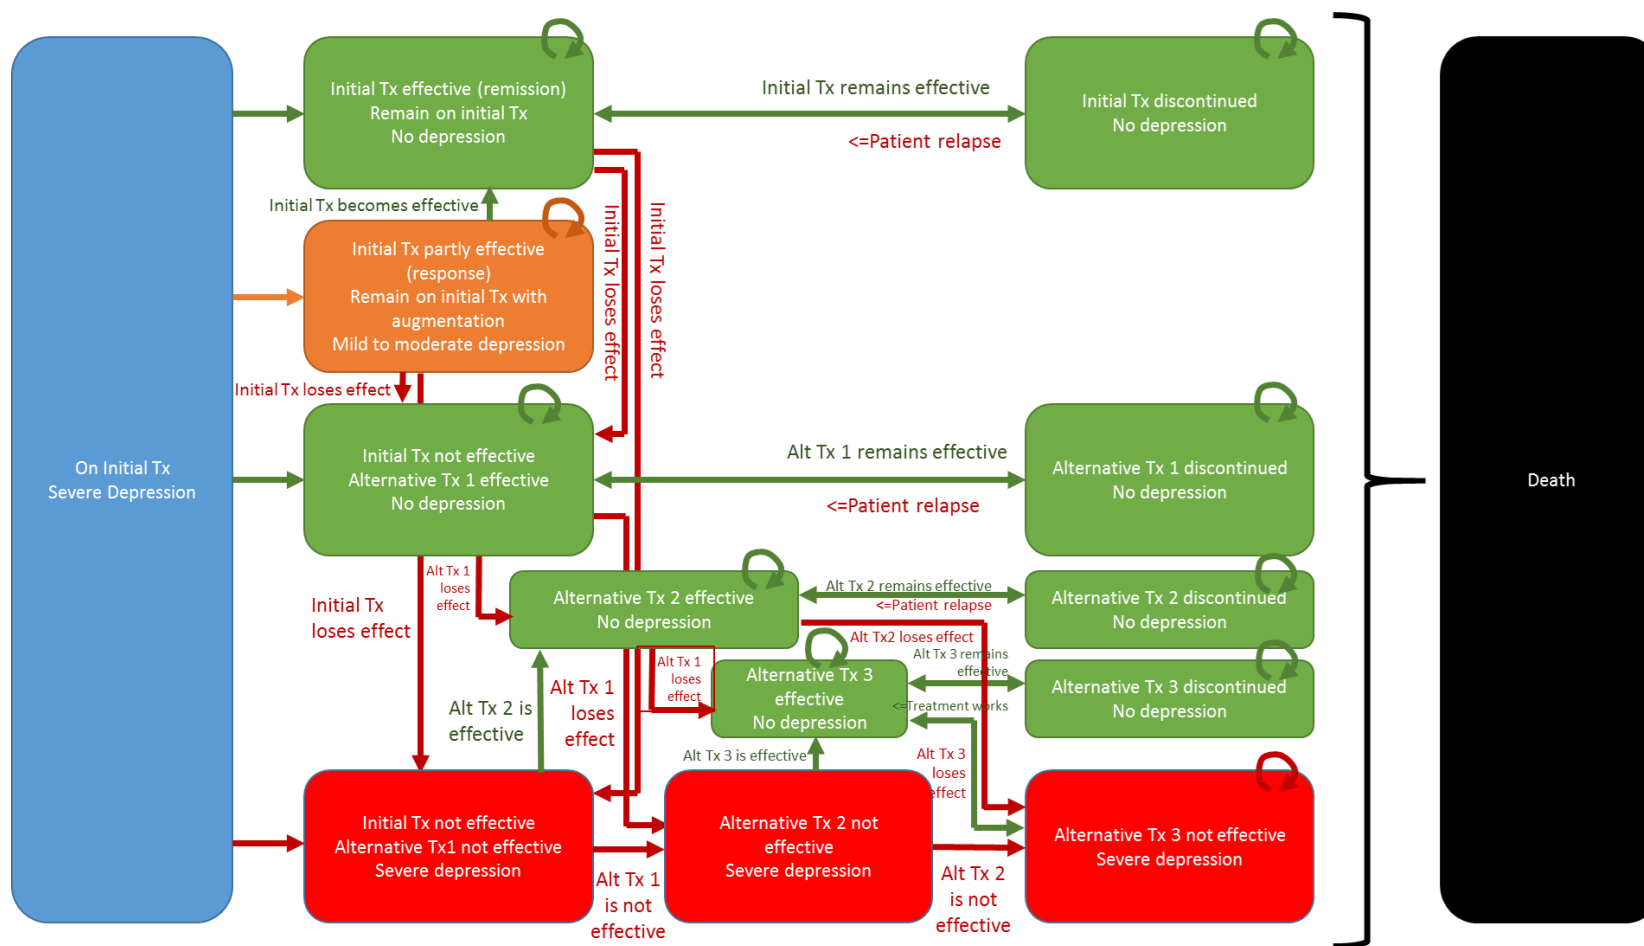 On Initial Tx
Severe Depression
Initial Tx effective (remission)
Remain on initial Tx
No depression
Initial Tx remains effective
<=Patient relapse
Initial Tx discontinued
No depression
Initial Tx becomes effective
Initial Tx partly effective
(response)
Remain on initial Tx with
augmentation
Mild to moderate depression
Initial Tx loses effect
Initial Tx loses effect
Initial Tx loses effect
Initial Tx not effective
Alternative Tx 1 effective
No depression
Alt Tx 1 remains effective
<=Patient relapse
Alternative Tx 1 discontinued
No depression
Death
Initial Tx
loses effect
Alt Tx 1
loses
effect
Alternative Tx 2 effective
No depression
Alt Tx 2 remains effective
<=Patient relapse
Alternative Tx 2 discontinued
No depression
Alt Tx2 loses effect
Alt Tx 1
loses
effect
Alternative Tx 3
effective
No depression
Alt Tx 3 remains
effective
<=Treatment works
Alternative Tx 3 discontinued
No depression
Alt Tx 2 is
effective
Alt Tx 1
loses
effect
Alt Tx 3 is effective
Alt Tx 3
loses
effect
Initial Tx not effective
Alternative Tx1 not effective
Severe depression
Alt Tx 1
is not
effective
Alternative Tx 2 not
effective
Severe depression
Alt Tx 2
is not
effective
Alternative Tx 3 not effective
Severe depression